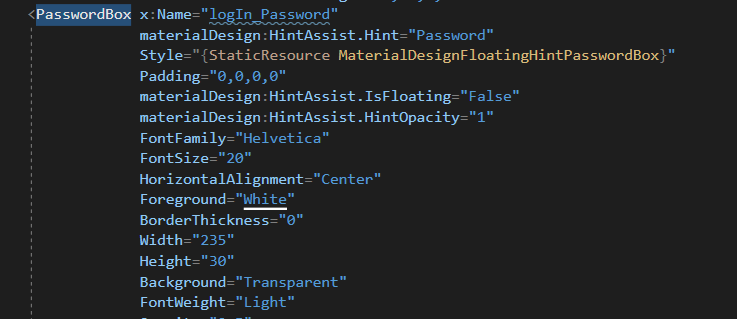 <PasswordBox x:Name="logIn_Password"
materialDesign:HintAssist.Hint="Password"
Style="{StaticResource MaterialDesignFloatingHintPasswordBox}"
Padding="0,0,0,0"
materialDesign:HintAssist.IsFloating="False"
materialDesign:HintAssist.HintOpacity="1"
FontFamily="Helvetica"
FontSize="20"
HorizontalAlignment="Center"
Foreground="White"
BorderThickness="0"
Width="235"
Height="30"
Background="Transparent"
FontWeight="Light"